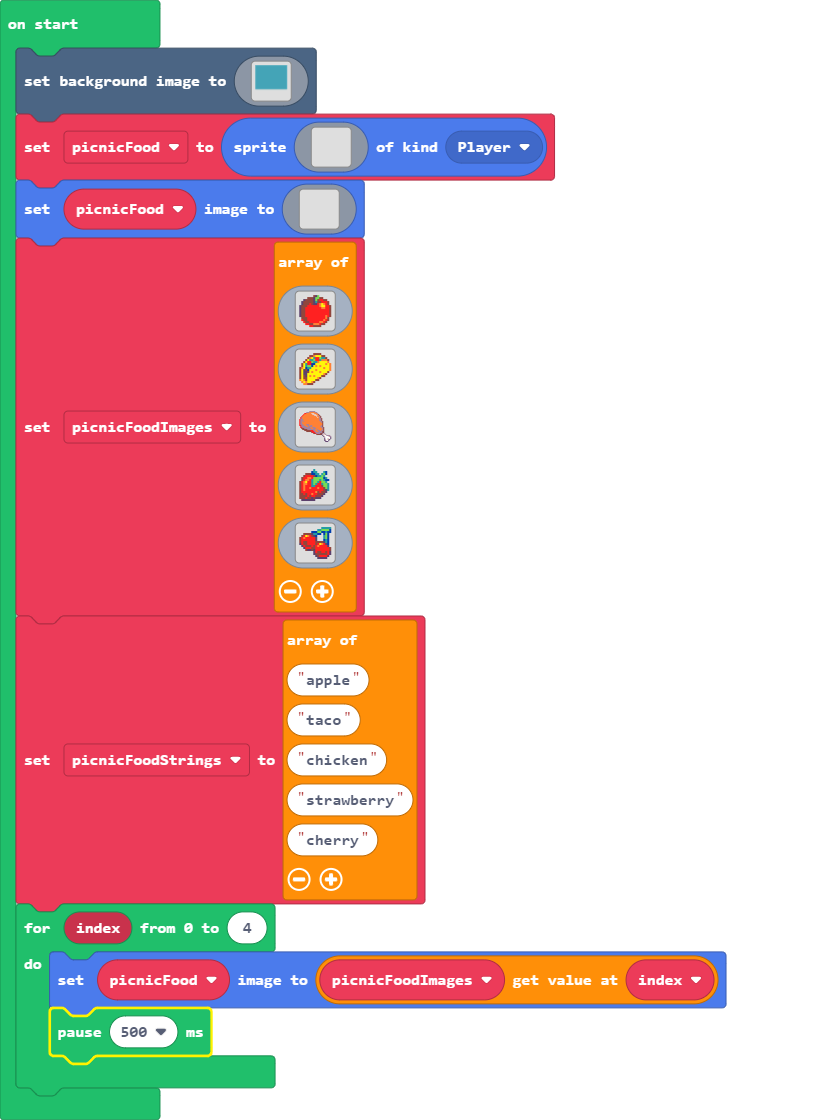 on start
set background image to
set picnicFood to sprite of kind Player
set picnicFood image to
array of
set picnicFoodImages to
array of
"apple"
"taco"
set picnicFoodStrings to "chicken"
"strawberry"
"cherry"
for index from 0 to 4
do
set picnicFood image to picnicFoodImages get value at index
pause 500 ms